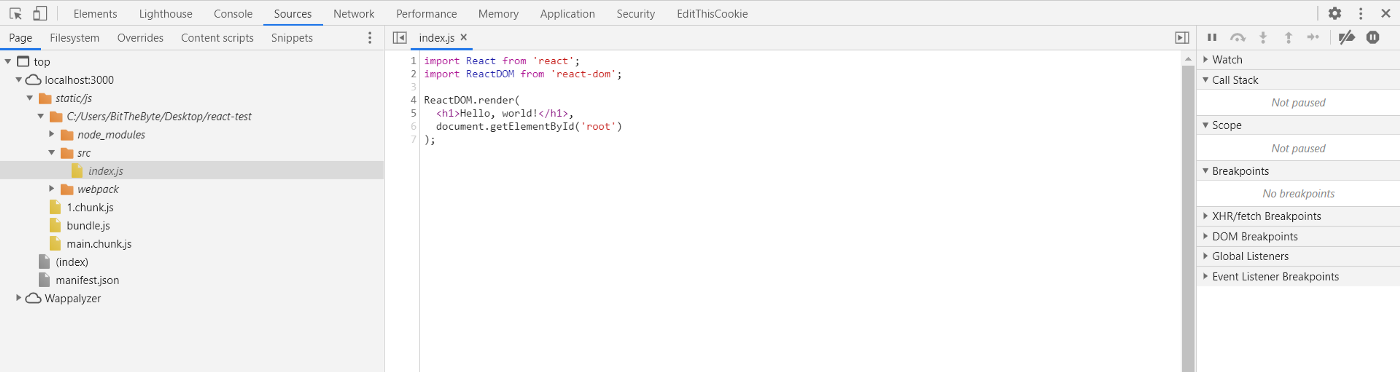 Elements Lighthouse Console Sources Network Performance Memory Application Security EditThisCookie
Page Filesystem Overrides Content scripts Snippets
top
localhost:3000
static/js
C:/Users/BitTheByte/Desktop/react-test
node_modules
src
index.js
webpack
1.chunk.js
bundle.js
main.chunk.js
(index)
manifest.json
Wappalyzer
index.js ×
1 import React from 'react';
2 import ReactDOM from 'react-dom';
3
4 ReactDOM.render(
5 <h1>Hello, world!</h1>,
6 document.getElementById('root')
7 );
Watch
Call Stack
Not paused
Scope
Not paused
Breakpoints
No breakpoints
XHR/fetch Breakpoints
DOM Breakpoints
Global Listeners
Event Listener Breakpoints